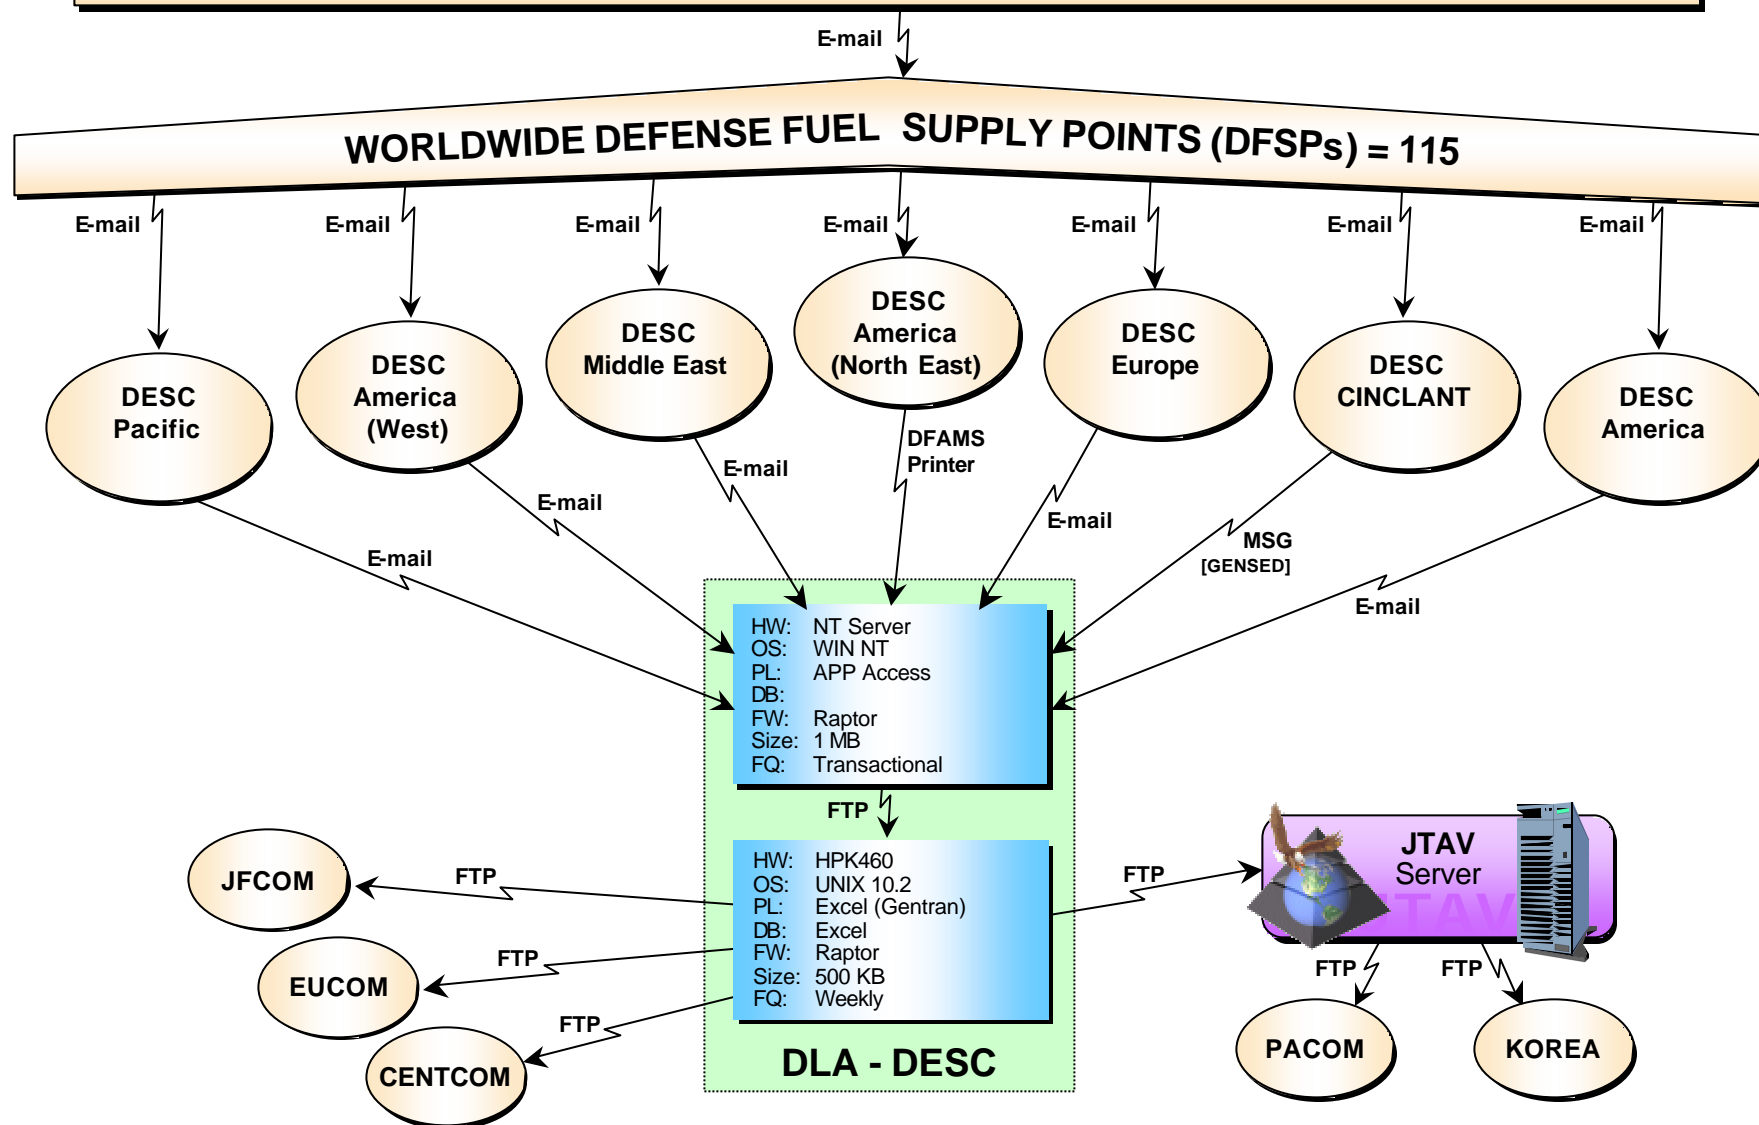 E-mail
WORLDWIDE DEFENSE FUEL SUPPLY POINTS (DFSPs) = 115
E-mail
E-mail
E-mail
E-mail
E-mail
E-mail
E-mail
DESC
Pacific
DESC
America
(West)
DESC
Middle East
DESC
America
(North East)
DESC
Europe
DESC
CINCLANT
DESC
America
E-mail
E-mail
E-mail
DFAMS
Printer
E-mail
MSG
[GENSED]
E-mail
HW: NT Server
OS: WIN NT
PL: APP Access
DB:
FW: Raptor
Size: 1 MB
FQ: Transactional
FTP
HW: HPK460
OS: UNIX 10.2
PL: Excel (Gentran)
DB: Excel
FW: Raptor
Size: 500 KB
FQ: Weekly
DLA - DESC
FTP
JFCOM
FTP
EUCOM
FTP
CENTCOM
FTP
JTAV
Server
JTAV
FTP
FTP
PACOM
KOREA